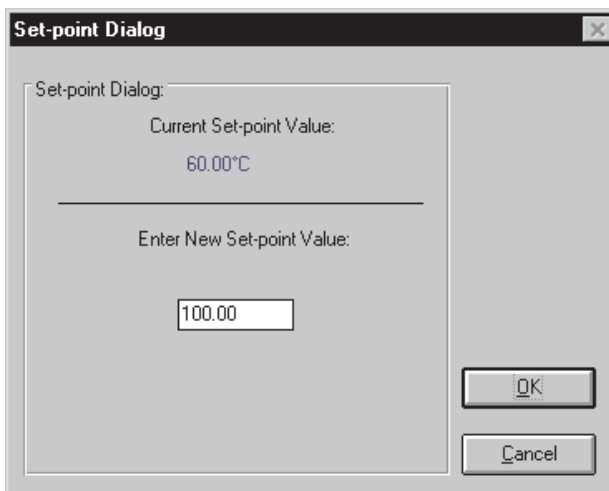 Set-point Dialog
Set-point Dialog:
Current Set-point Value:
60.00°C
Enter New Set-point Value:
100.00
OK
Cancel